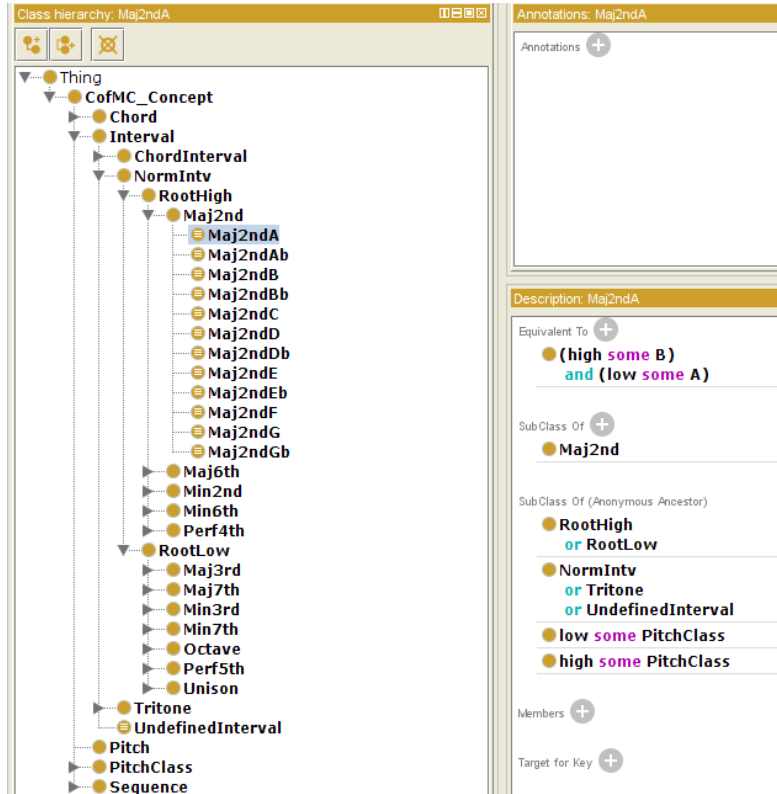 Class hierarchy: Maj2ndA
Thing
CofMC_Concept
Chord
Interval
ChordInterval
NormIntv
RootHigh
Maj2nd
Maj2ndA
Maj2ndAb
Maj2ndB
Maj2ndBb
Maj2ndC
Maj2ndD
Maj2ndDb
Maj2ndE
Maj2ndEb
Maj2ndF
Maj2ndG
Maj2ndGb
Maj6th
Min2nd
Min6th
Perf4th
RootLow
Maj3rd
Maj7th
Min3rd
Min7th
Octave
Perf5th
Unison
Tritone
UndefinedInterval
Pitch
PitchClass
Sequence
Annotations: Maj2ndA
Annotations
Description: Maj2ndA
Equivalent To
(high some B)
and (low some A)
SubClass Of
Maj2nd
SubClass Of (Anonymous Ancestor)
RootHigh
or RootLow
NormIntv
or Tritone
or UndefinedInterval
low some PitchClass
high some PitchClass
Members
Target for Key